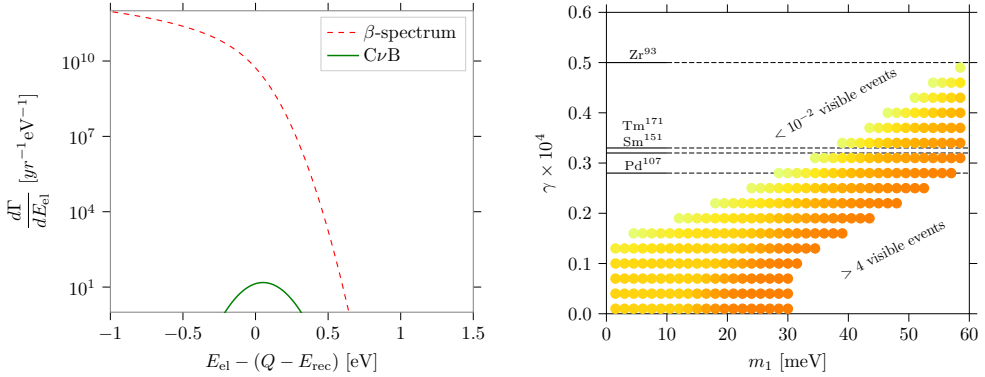 β-spectrum
CνB
10^10
10^7
10^4
10^1
dΓ/dE_el [yr^−1 eV^−1]
−1 −0.5 0 0.5 1 1.5
E_el − (Q − E_rec) [eV]
0.6
0.5
0.4
0.3
0.2
0.1
0.0
γ × 10^4
Zr^93
< 10^−2 visible events
Tm^171
Sm^151
Pd^107
> 4 visible events
0 10 20 30 40 50 60
m_1 [meV]